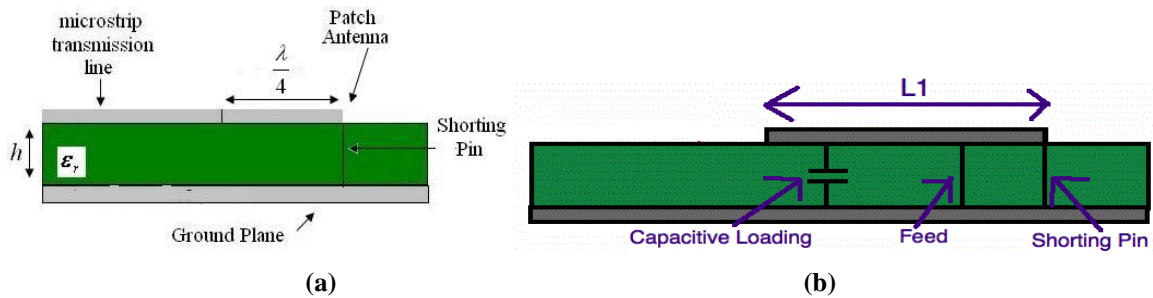 microstrip
transmission
line
λ
4
Patch
Antenna
h
εr
Shorting
Pin
Ground Plane
(a)
L1
Capacitive Loading
Feed
Shorting Pin
(b)